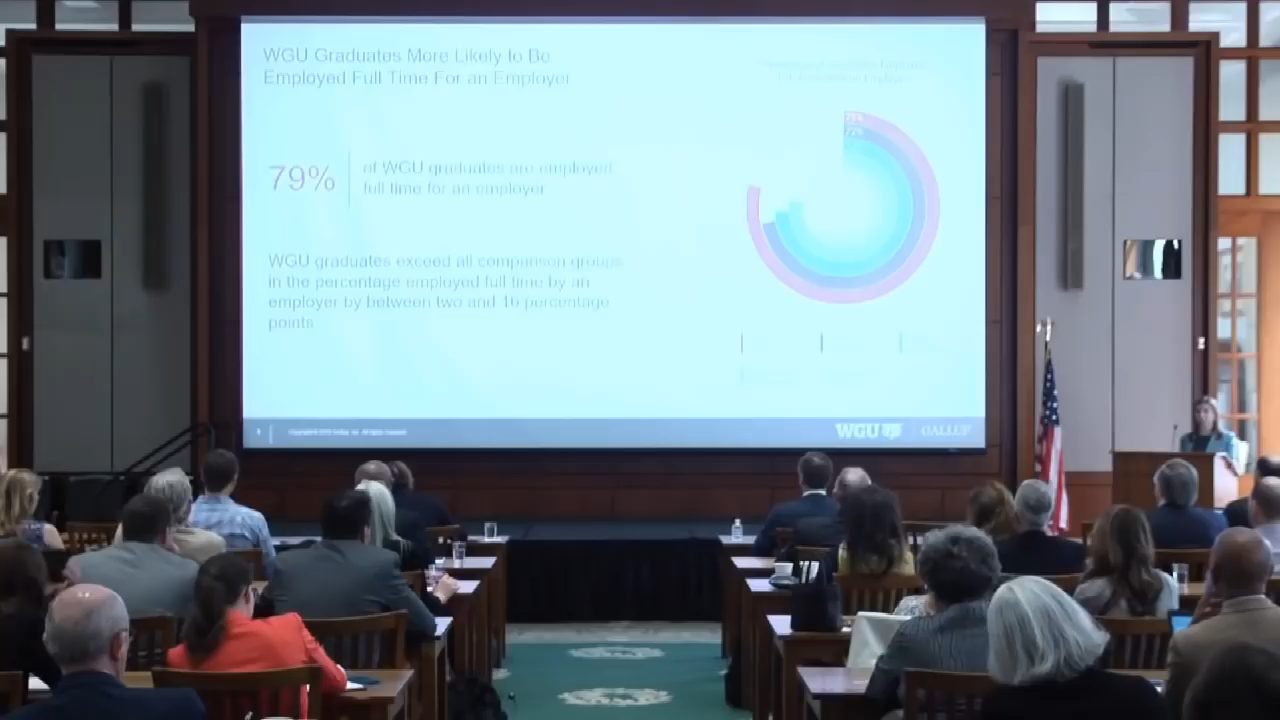 WGU Graduates More Likely to Be
Employed Full Time For an Employer
79%
of WGU graduates are employed
full time for an employer
WGU graduates exceed all comparison groups
in the percentage employed full time by an
employer by between two and 16 percentage
points.
WGU
GALLUP